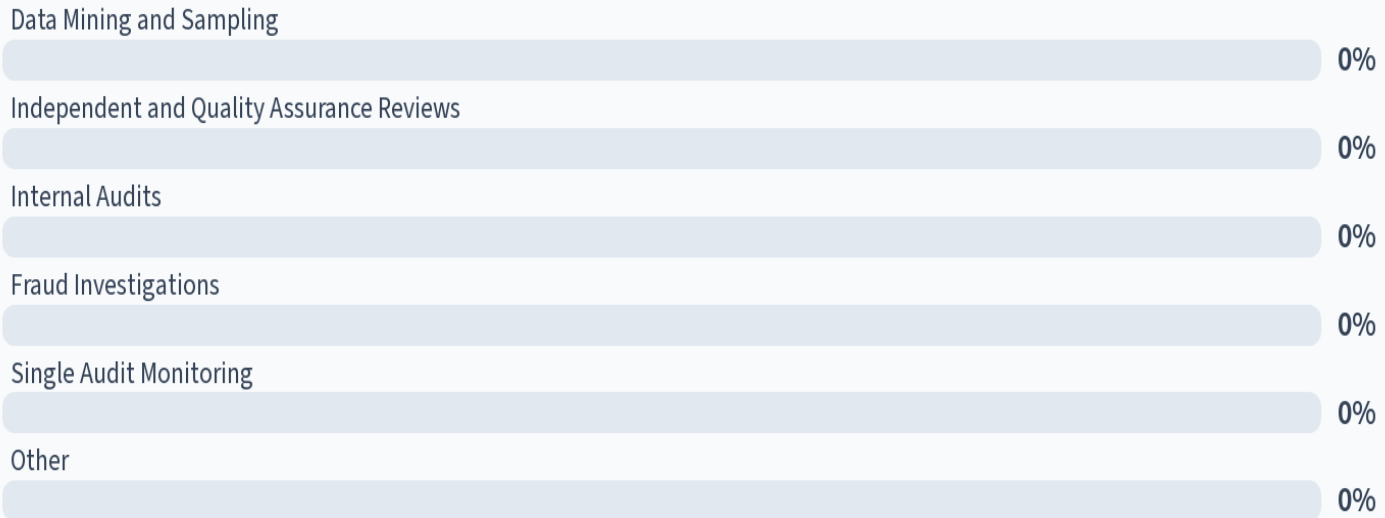 Data Mining and Sampling
0%
Independent and Quality Assurance Reviews
0%
Internal Audits
0%
Fraud Investigations
0%
Single Audit Monitoring
0%
Other
0%